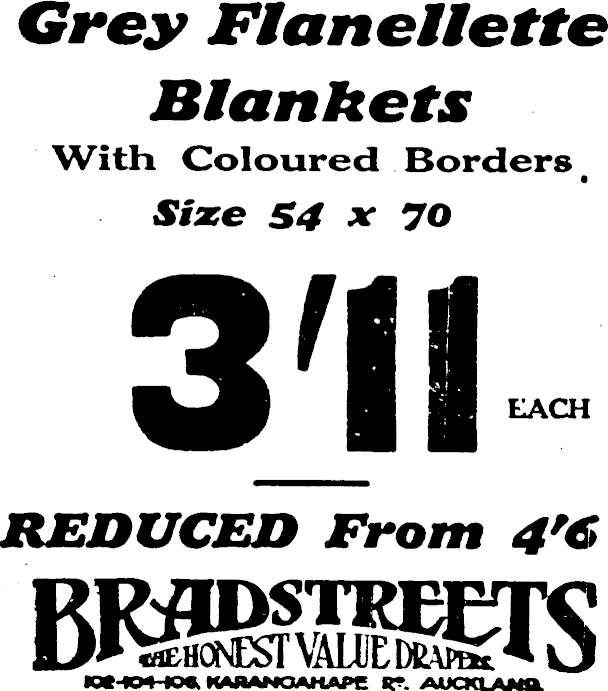 Grey Flanellette
Blankets
With Coloured Borders.
Size 54 x 70
3'11
EACH
REDUCED From 4'6
BRADSTREETS
THE HONEST VALUE DRAPERS
102-104-106, KARANGAHAPE RD. AUCKLAND.